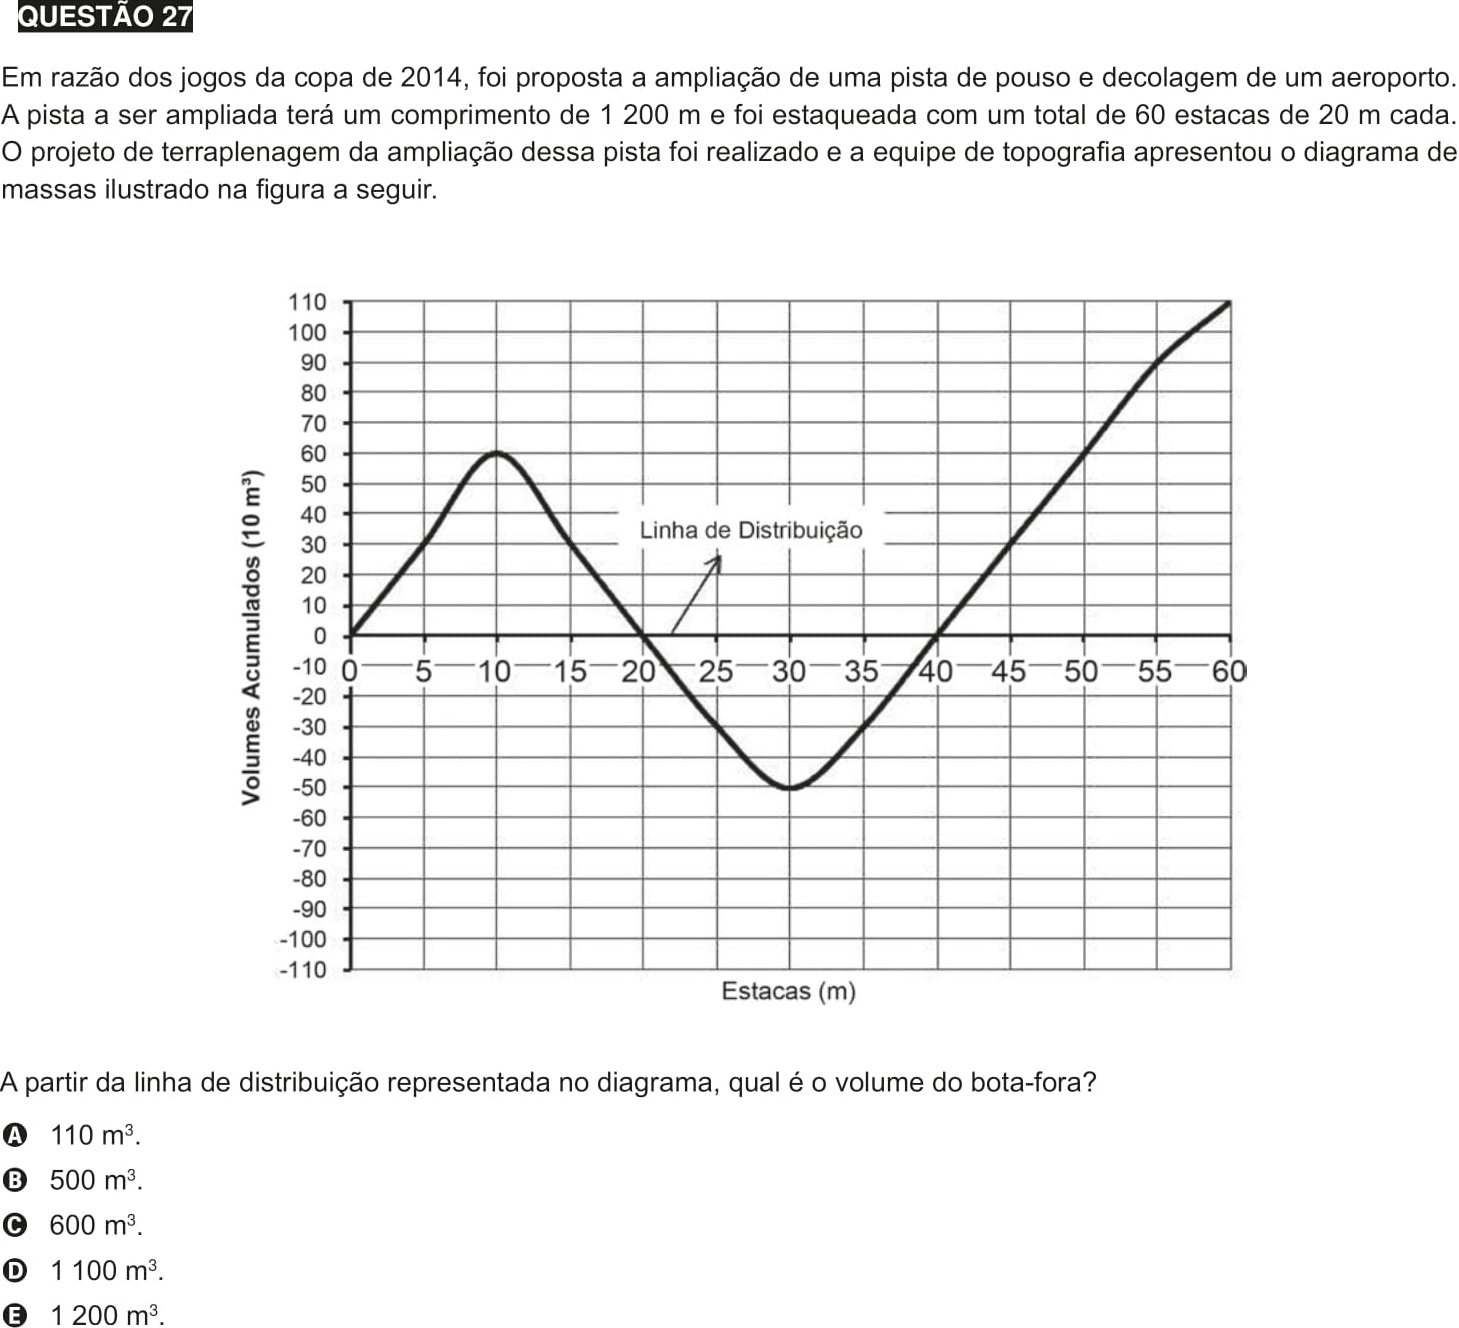 QUESTÃO 27
Em razão dos jogos da copa de 2014, foi proposta a ampliação de uma pista de pouso e decolagem de um aeroporto.
A pista a ser ampliada terá um comprimento de 1 200 m e foi estaqueada com um total de 60 estacas de 20 m cada.
O projeto de terraplenagem da ampliação dessa pista foi realizado e a equipe de topografia apresentou o diagrama de
massas ilustrado na figura a seguir.
Volumes Acumulados (10 m³)
110
100
90
80
70
60
50
40
30
20
10
0
-10
-20
-30
-40
-50
-60
-70
-80
-90
-100
-110
Linha de Distribuição
0 5 10 15 20 25 30 35 40 45 50 55 60
Estacas (m)
A partir da linha de distribuição representada no diagrama, qual é o volume do bota-fora?
A 110 m³.
B 500 m³.
C 600 m³.
D 1 100 m³.
E 1 200 m³.